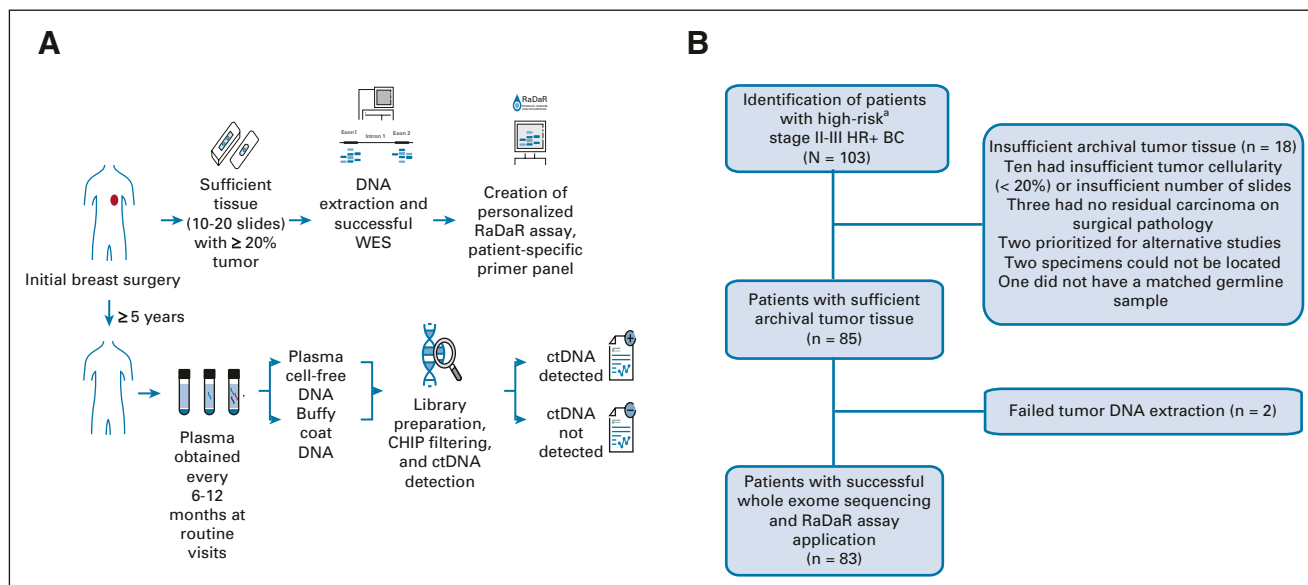 A
RaDaR
Exon1
Intron 1
Exon 2
Sufficient
tissue
(10-20 slides)
with ≥ 20%
tumor
DNA
extraction and
successful
WES
Creation of
personalized
RaDaR assay,
patient-specific
primer panel
Initial breast surgery
≥ 5 years
Plasma
obtained
every
6-12
months at
routine
visits
Plasma
cell-free
DNA
Buffy
coat
DNA
Library
preparation,
CHIP filtering,
and ctDNA
detection
ctDNA
detected
+
ctDNA
not
detected
-
B
Identification of patients
with high-riskᵃ
stage II-III HR+ BC
(N = 103)
Insufficient archival tumor tissue (n = 18)
Ten had insufficient tumor cellularity
(< 20%) or insufficient number of slides
Three had no residual carcinoma on
surgical pathology
Two prioritized for alternative studies
Two specimens could not be located
One did not have a matched germline
sample
Patients with sufficient
archival tumor tissue
(n = 85)
Failed tumor DNA extraction (n = 2)
Patients with successful
whole exome sequencing
and RaDaR assay
application
(n = 83)